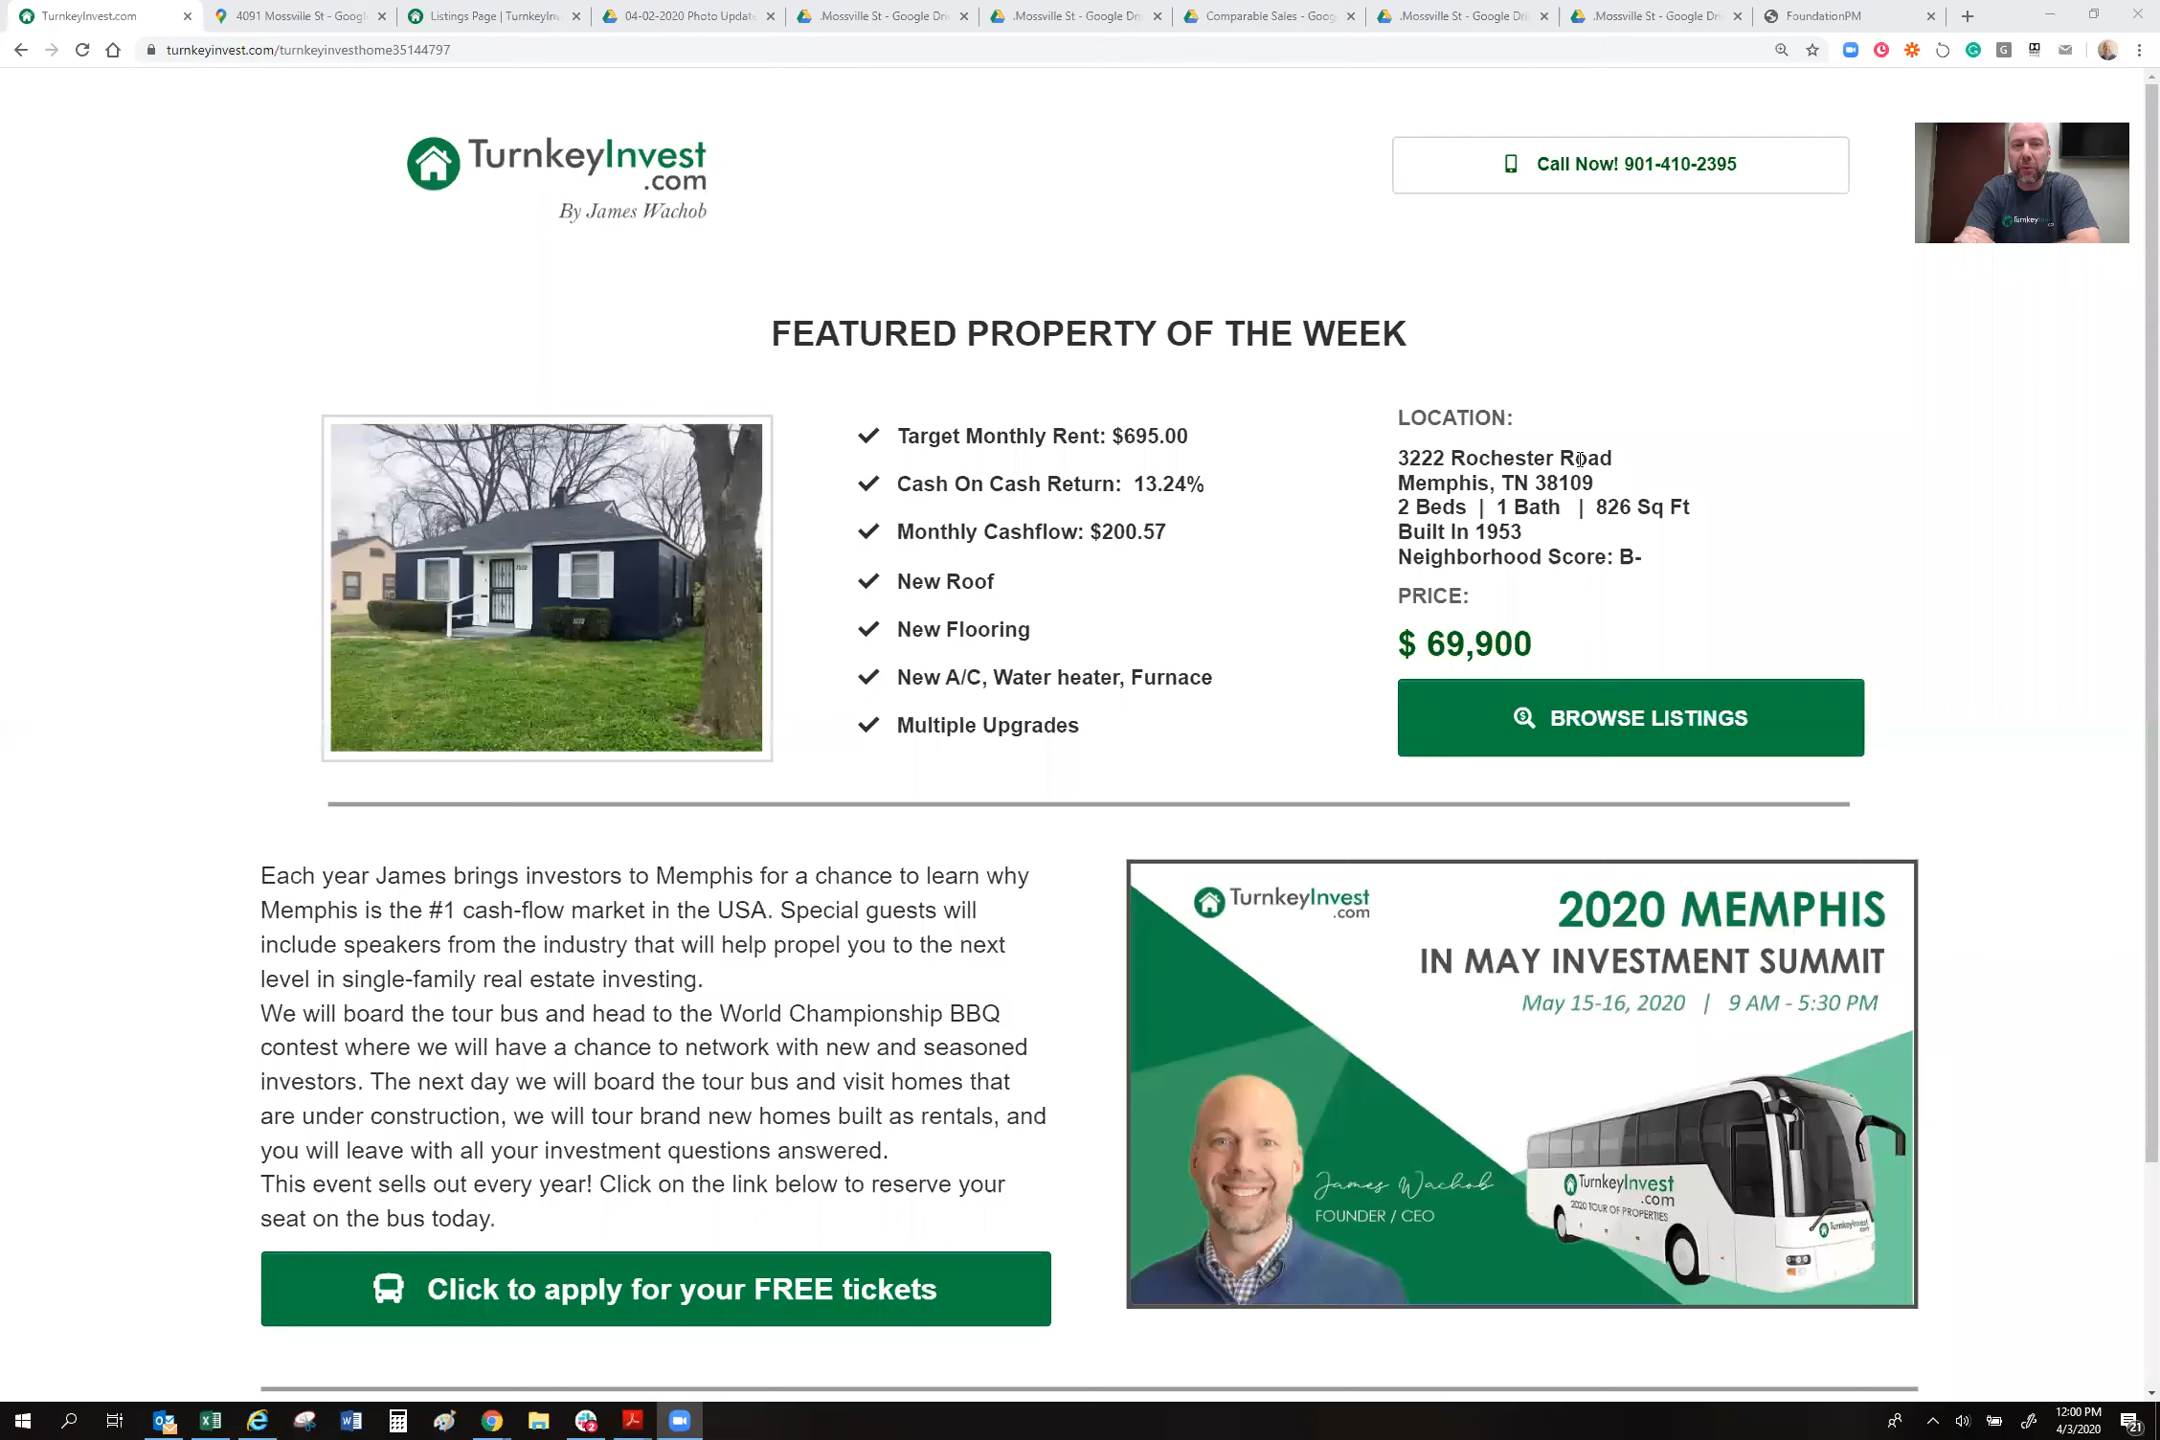 TurnkeyInvest.com
4091 Mossville St - Googl
Listings Page | TurnkeyInv
04-02-2020 Photo Update
.Mossville St - Google Dri
.Mossville St - Google Dri
Comparable Sales - Goog
.Mossville St - Google Dri
.Mossville St - Google Dri
FoundationPM
turnkeyinvest.com/turnkeyinvesthome35144797
TurnkeyInvest
.com
By James Wachob
Call Now! 901-410-2395
FEATURED PROPERTY OF THE WEEK
Target Monthly Rent: $695.00
Cash On Cash Return: 13.24%
Monthly Cashflow: $200.57
New Roof
New Flooring
New A/C, Water heater, Furnace
Multiple Upgrades
LOCATION:
3222 Rochester Road
Memphis, TN 38109
2 Beds | 1 Bath | 826 Sq Ft
Built In 1953
Neighborhood Score: B-
PRICE:
$ 69,900
BROWSE LISTINGS
Each year James brings investors to Memphis for a chance to learn why
Memphis is the #1 cash-flow market in the USA. Special guests will
include speakers from the industry that will help propel you to the next
level in single-family real estate investing.
We will board the tour bus and head to the World Championship BBQ
contest where we will have a chance to network with new and seasoned
investors. The next day we will board the tour bus and visit homes that
are under construction, we will tour brand new homes built as rentals, and
you will leave with all your investment questions answered.
This event sells out every year! Click on the link below to reserve your
seat on the bus today.
Click to apply for your FREE tickets
TurnkeyInvest
.com
2020 MEMPHIS
IN MAY INVESTMENT SUMMIT
May 15-16, 2020 | 9 AM - 5:30 PM
James Wachob
FOUNDER / CEO
TurnkeyInvest
.com
2020 TOUR OF PROPERTIES
TurnkeyInvest
12:00 PM
4/3/2020
21